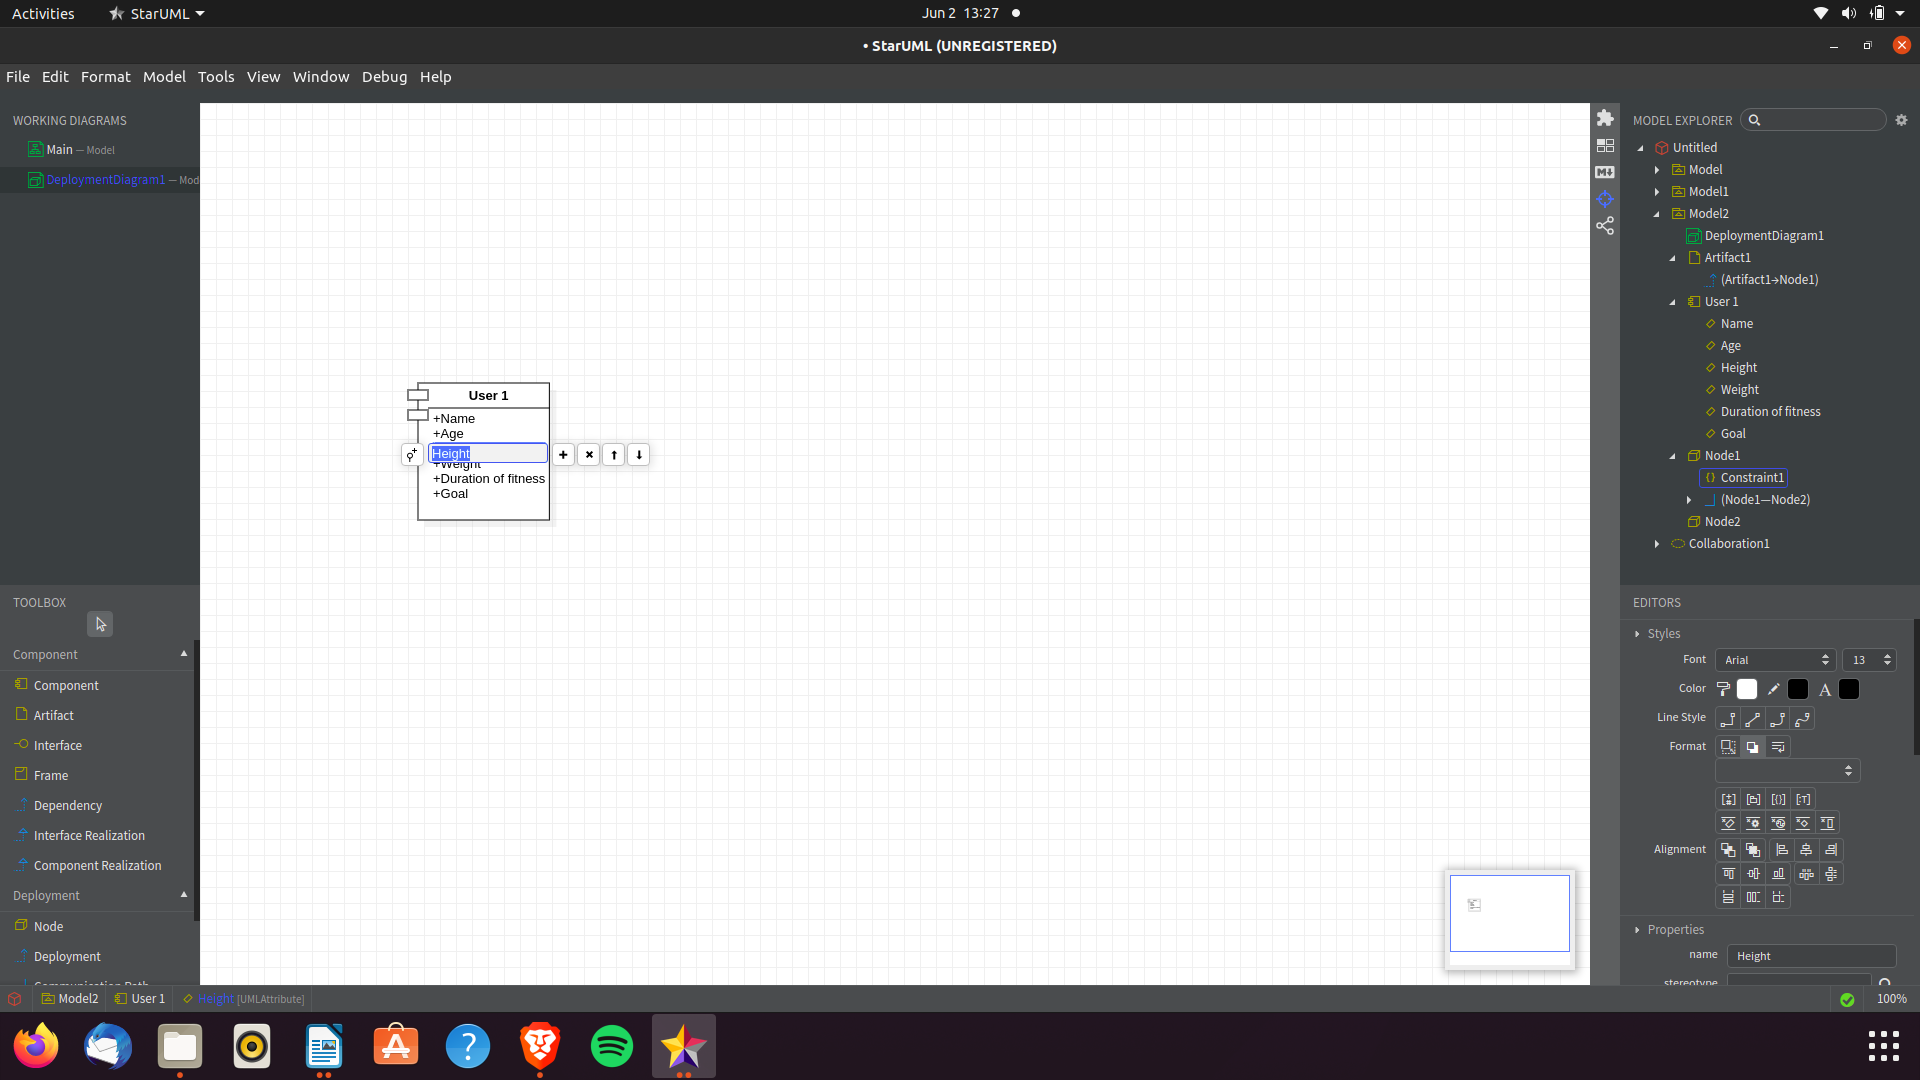 Activities StarUML Jun 2 13:27
• StarUML (UNREGISTERED)
File Edit Format Model Tools View Window Debug Help
WORKING DIAGRAMS
Main — Model
DeploymentDiagram1 — Mod
TOOLBOX
Component
Component
Artifact
Interface
Frame
Dependency
Interface Realization
Component Realization
Deployment
Node
Deployment
Communication Path
User 1
+Name
+Age
Height
+Weight
+Duration of fitness
+Goal
MODEL EXPLORER
Untitled
Model
Model1
Model2
DeploymentDiagram1
Artifact1
(Artifact1→Node1)
User 1
Name
Age
Height
Weight
Duration of fitness
Goal
Node1
Constraint1
(Node1—Node2)
Node2
Collaboration1
EDITORS
Styles
Font Arial 13
Color
Line Style
Format
Alignment
Properties
name Height
stereotype
Model2 User 1 Height [UMLAttribute] 100%